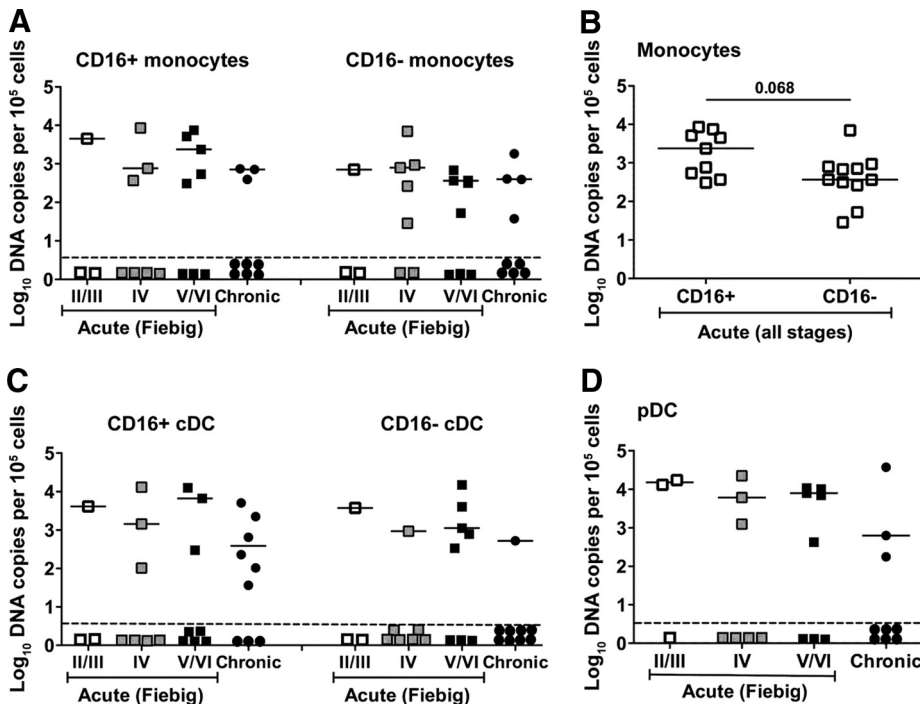 A
CD16+ monocytes
CD16- monocytes
Log10 DNA copies per 10^5 cells
5
4
3
2
1
0
II/III IV V/VI Chronic
Acute (Fiebig)
II/III IV V/VI Chronic
Acute (Fiebig)
B
Monocytes
Log10 DNA copies per 10^5 cells
5
4
3
2
1
0
0.068
CD16+ CD16-
Acute (all stages)
C
CD16+ cDC
CD16- cDC
Log10 DNA copies per 10^5 cells
5
4
3
2
1
0
II/III IV V/VI Chronic
Acute (Fiebig)
II/III IV V/VI Chronic
Acute (Fiebig)
D
pDC
Log10 DNA copies per 10^5 cells
5
4
3
2
1
0
II/III IV V/VI Chronic
Acute (Fiebig)